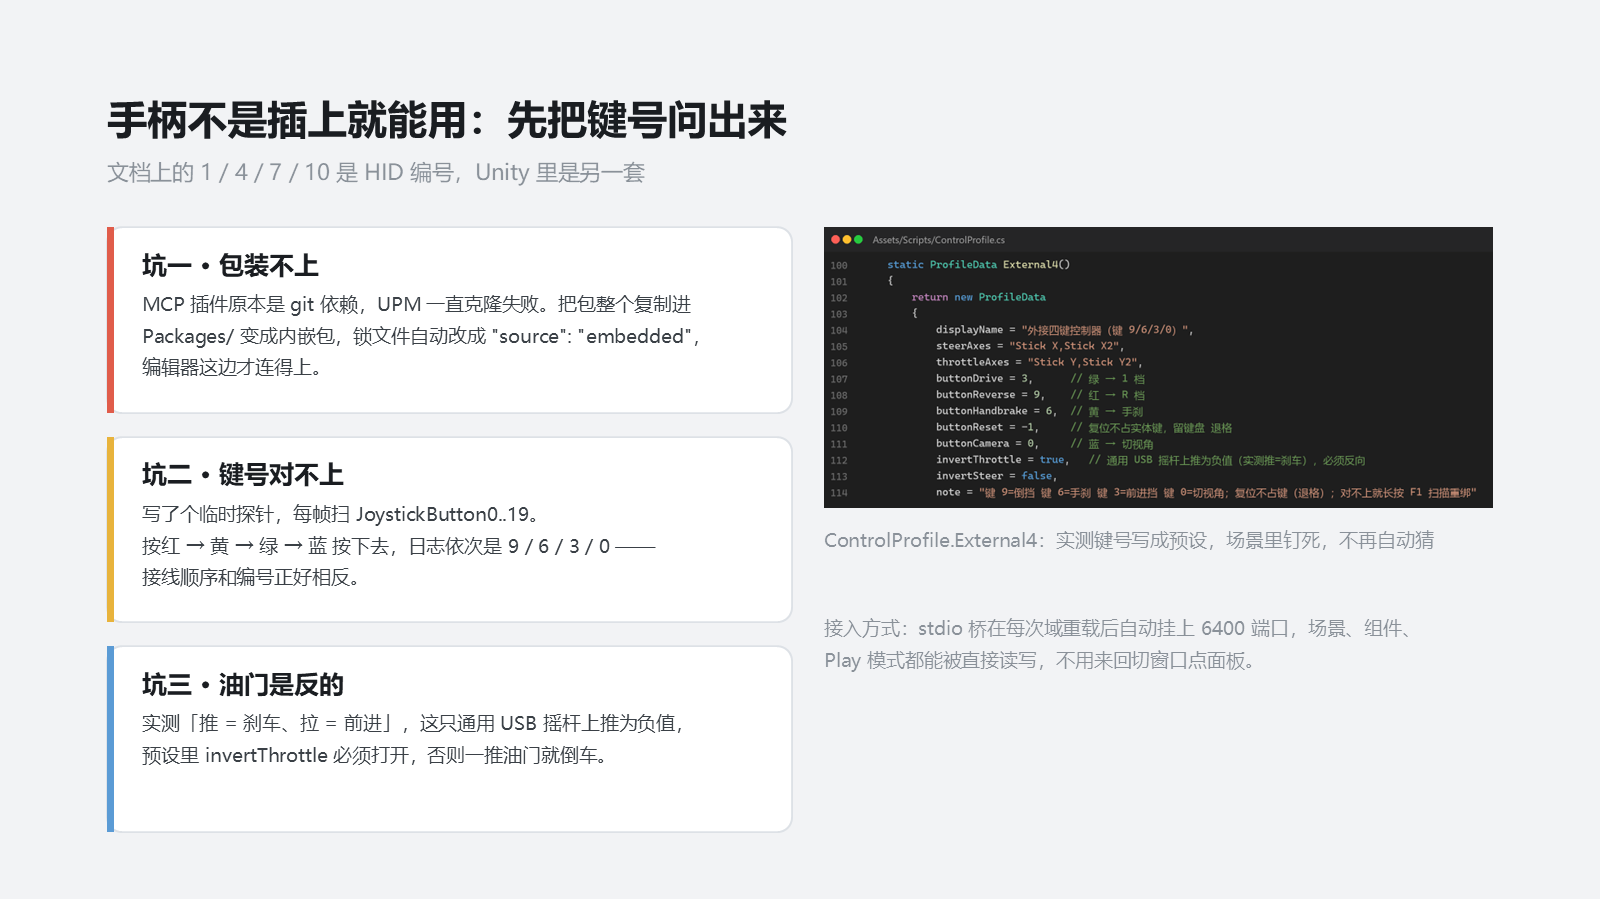 手柄不是插上就能用：先把键号问出来
文档上的 1 / 4 / 7 / 10 是 HID 编号，Unity 里是另一套
坑一 · 包装不上
MCP 插件原本是 git 依赖，UPM 一直克隆失败。把包整个复制进
Packages/ 变成内嵌包，锁文件自动改成 "source": "embedded"，
编辑器这边才连得上。
坑二 · 键号对不上
写了个临时探针，每帧扫 JoystickButton0..19。
按红 → 黄 → 绿 → 蓝 按下去，日志依次是 9 / 6 / 3 / 0 ——
接线顺序和编号正好相反。
坑三 · 油门是反的
实测「推 = 刹车、拉 = 前进」，这只通用 USB 摇杆上推为负值，
预设里 invertThrottle 必须打开，否则一推油门就倒车。
Assets/Scripts/ControlProfile.cs
100 static ProfileData External4()
101 {
102 return new ProfileData
103 {
104 displayName = "外接四键控制器（键 9/6/3/0）",
105 steerAxes = "Stick X,Stick X2",
106 throttleAxes = "Stick Y,Stick Y2",
107 buttonDrive = 3, // 绿 → 1 档
108 buttonReverse = 9, // 红 → R 档
109 buttonHandbrake = 6, // 黄 → 手刹
110 buttonReset = -1, // 复位不占实体键，留键盘 退格
111 buttonCamera = 0, // 蓝 → 切视角
112 invertThrottle = true, // 通用 USB 摇杆上推为负值（实测推=刹车），必须反向
113 invertSteer = false,
114 note = "键 9=倒挡 键 6=手刹 键 3=前进挡 键 0=切视角；复位不占键（退格）；对不上就长按 F1 扫描重绑"
ControlProfile.External4：实测键号写成预设，场景里钉死，不再自动猜
接入方式：stdio 桥在每次域重载后自动挂上 6400 端口，场景、组件、
Play 模式都能被直接读写，不用来回切窗口点面板。